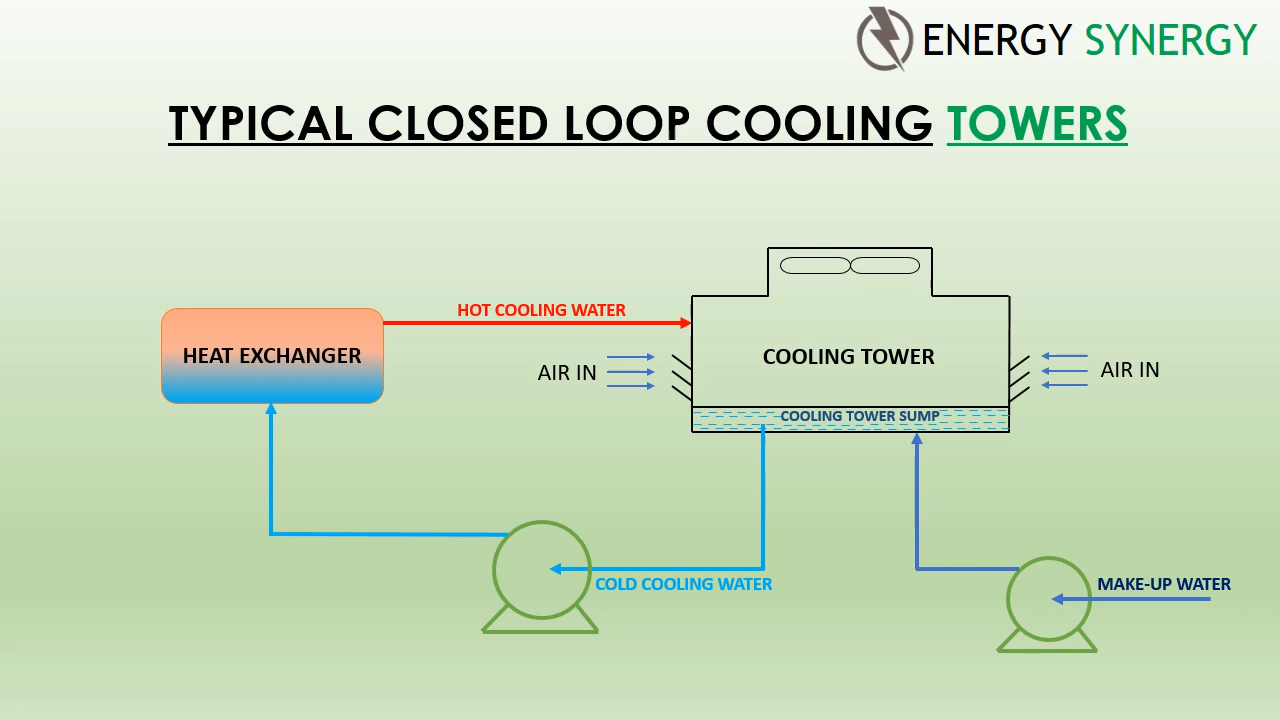 ENERGY SYNERGY
TYPICAL CLOSED LOOP COOLING TOWERS
HOT COOLING WATER
HEAT EXCHANGER
COOLING TOWER
AIR IN
AIR IN
COOLING TOWER SUMP
COLD COOLING WATER
MAKE-UP WATER